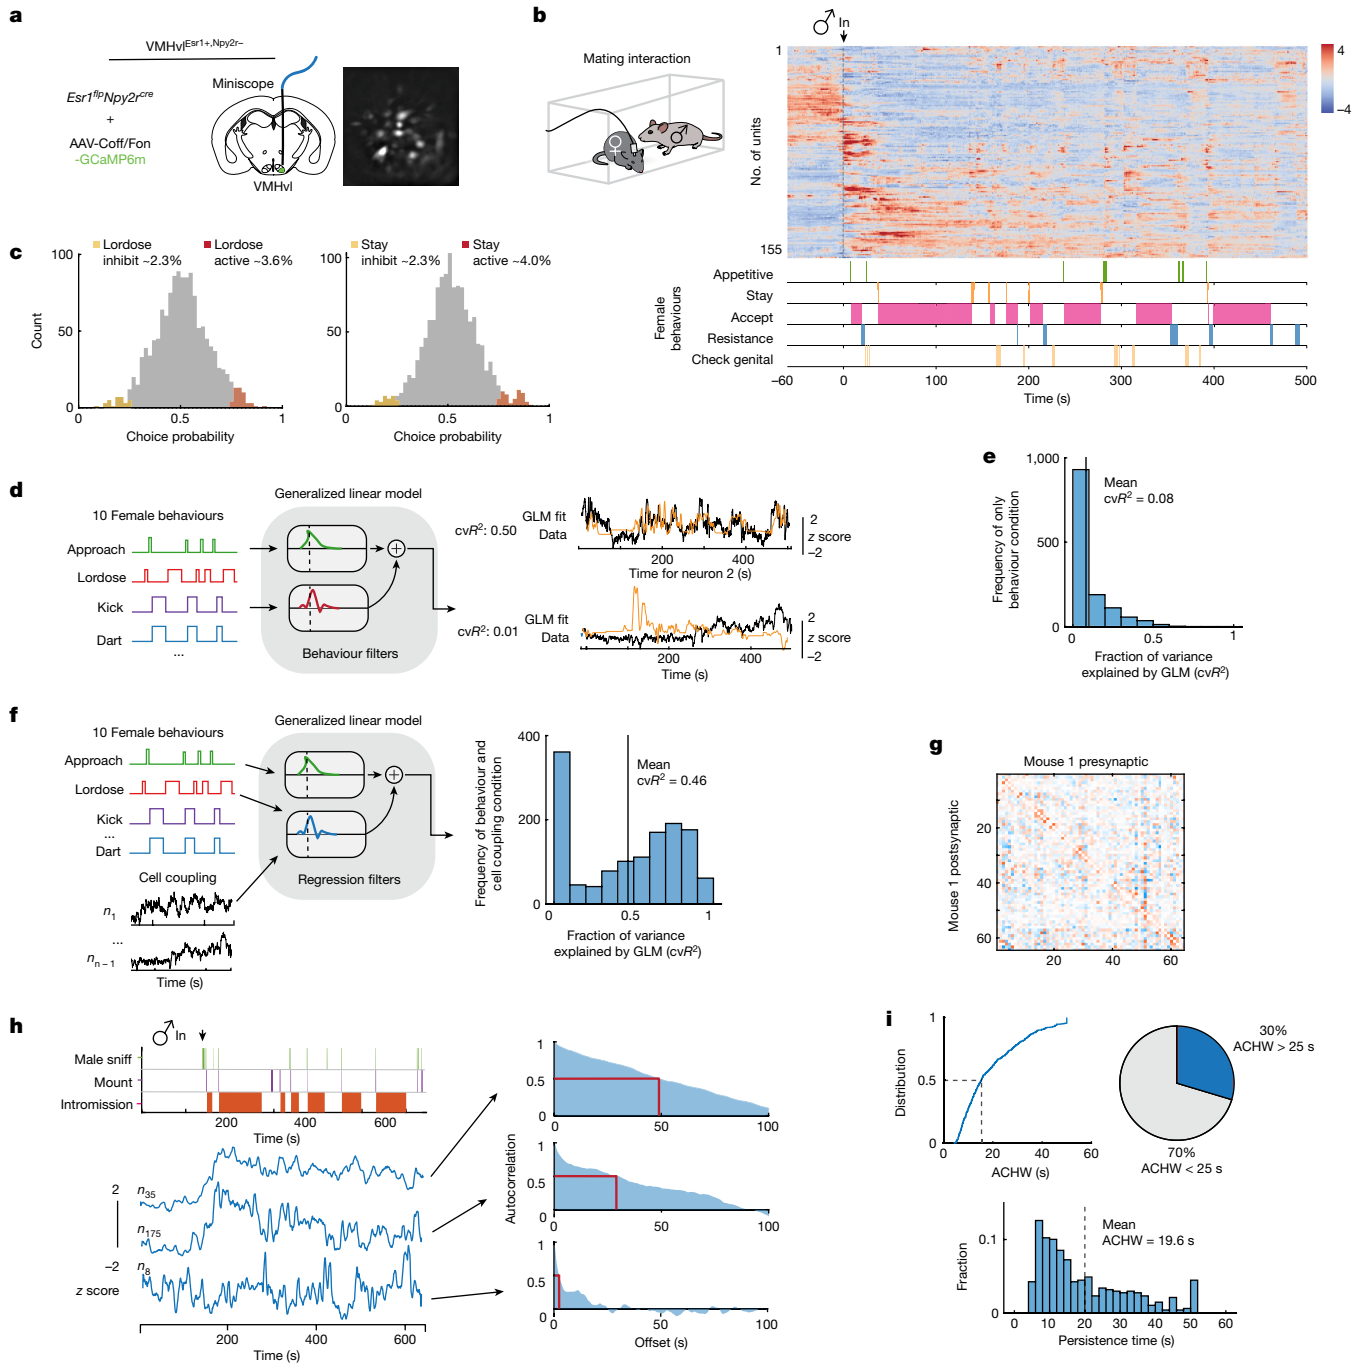 a
VMHvl^Esr1+,Npy2r−
Miniscope
Esr1^flp Npy2r^cre
+
AAV-Coff/Fon
-GCaMP6m
VMHvl
b
Mating interaction
♂ In
1
No. of units
155
4
−4
Appetitive
Stay
Accept
Resistance
Check genital
Female
behaviours
−60
0
100
200
300
400
500
Time (s)
c
Lordose
inhibit ~2.3%
Lordose
active ~3.6%
100
50
0
Count
0
0.5
1
Choice probability
Stay
inhibit ~2.3%
Stay
active ~4.0%
100
50
0
0
0.5
1
Choice probability
d
10 Female behaviours
Approach
Lordose
Kick
Dart
...
Generalized linear model
+
Behaviour filters
cvR²: 0.50
GLM fit
Data
2
z score
−2
200
400
Time for neuron 2 (s)
cvR²: 0.01
GLM fit
Data
2
z score
−2
200
400
Time (s)
e
1,000
500
0
Frequency of only
behaviour condition
Mean
cvR² = 0.08
0
0.5
1
Fraction of variance
explained by GLM (cvR²)
f
10 Female behaviours
Approach
Lordose
Kick
...
Dart
Cell coupling
n₁
...
nₙ₋₁
Time (s)
Generalized linear model
+
Regression filters
400
200
0
Frequency of behaviour and
cell coupling condition
Mean
cvR² = 0.46
0
0.5
1
Fraction of variance
explained by GLM (cvR²)
g
Mouse 1 presynaptic
Mouse 1 postsynaptic
20
40
60
20
40
60
h
♂ In
Male sniff
Mount
Intromission
200
400
600
Time (s)
2
−2
z score
n₃₅
n₁₇₅
n₈
200
400
600
Time (s)
Autocorrelation
1
0.5
0
0
50
100
1
0.5
0
0
50
100
1
0.5
0
0
50
100
Offset (s)
i
1
0.5
0
Distribution
0
20
40
60
ACHW (s)
30%
ACHW > 25 s
70%
ACHW < 25 s
0.1
0
Fraction
Mean
ACHW = 19.6 s
0
10
20
30
40
50
60
Persistence time (s)